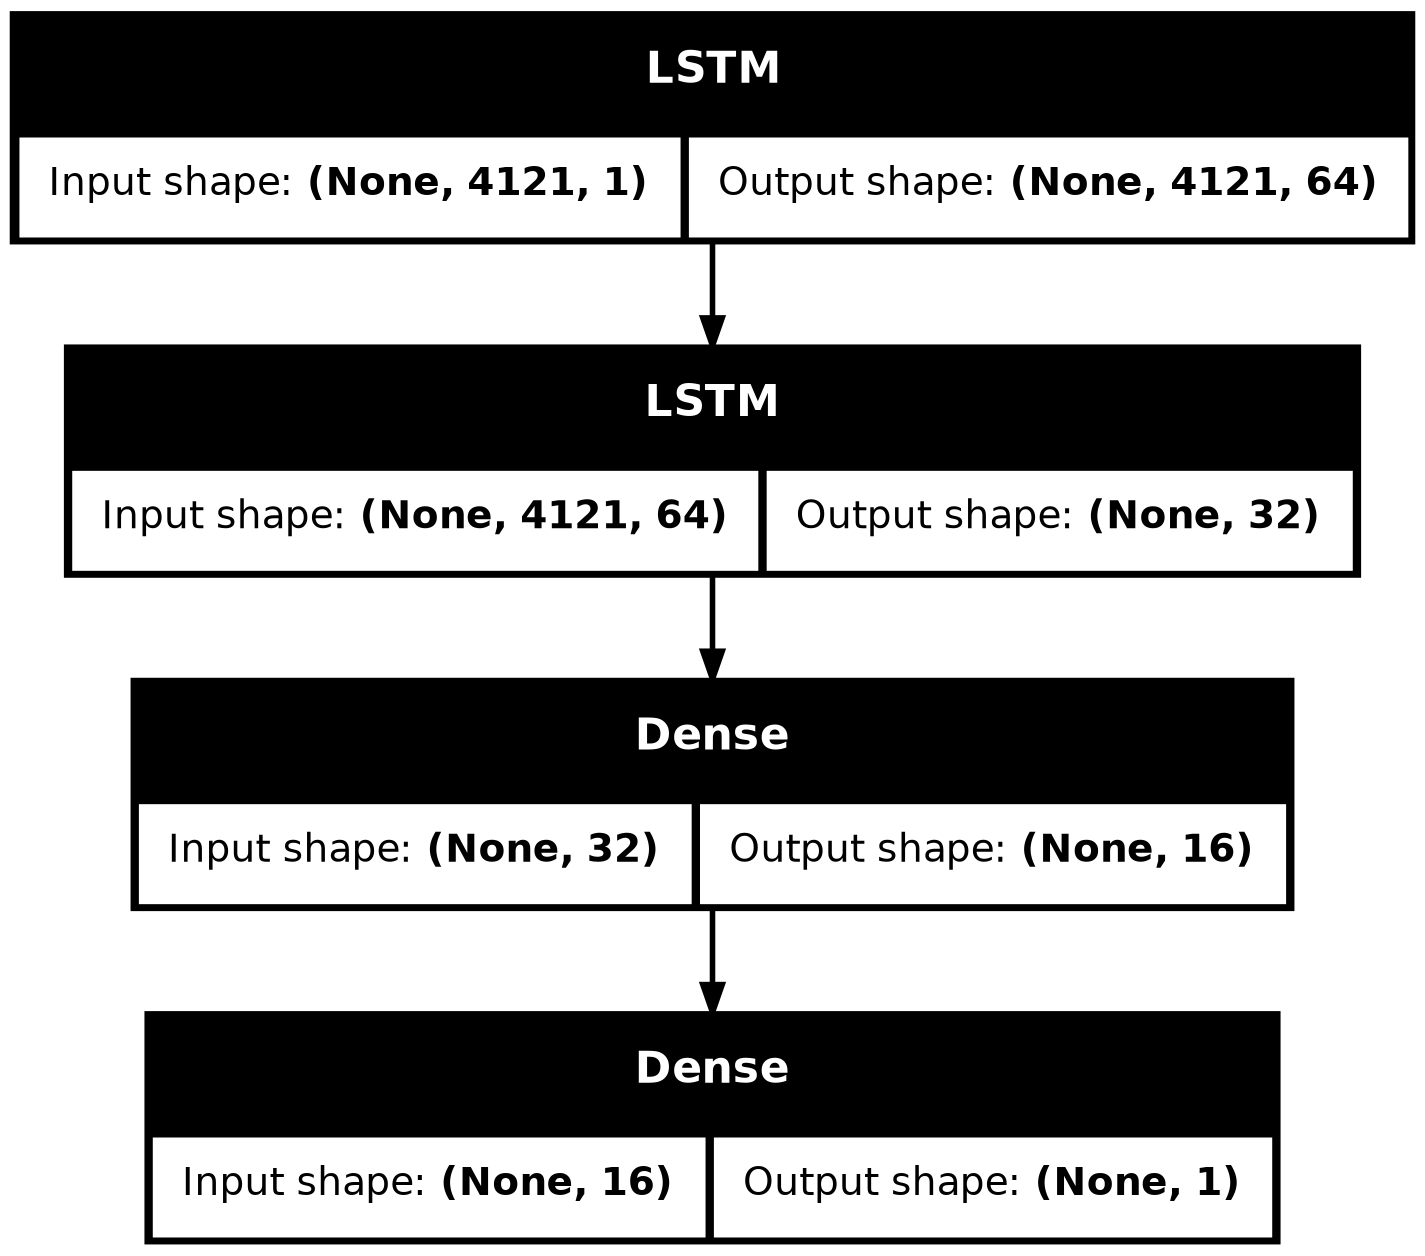 LSTM
Input shape: (None, 4121, 1) Output shape: (None, 4121, 64)
LSTM
Input shape: (None, 4121, 64) Output shape: (None, 32)
Dense
Input shape: (None, 32) Output shape: (None, 16)
Dense
Input shape: (None, 16) Output shape: (None, 1)